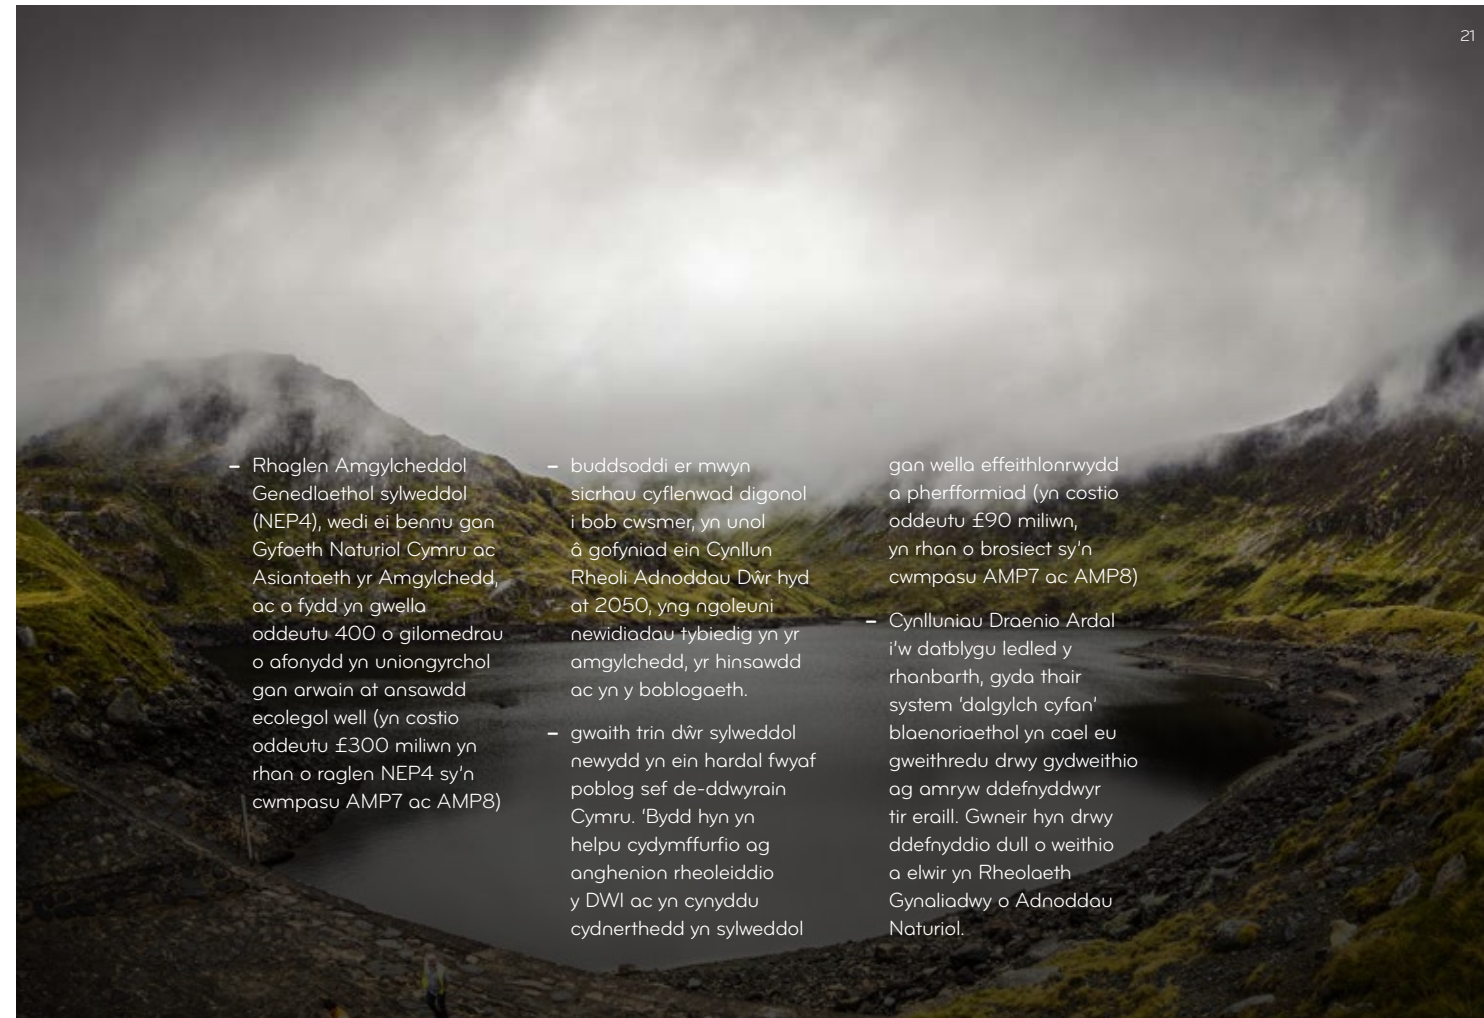 21
– Rhaglen Amgylcheddol
Genedlaethol sylweddol
(NEP4), wedi ei bennu gan
Gyfoeth Naturiol Cymru ac
Asiantaeth yr Amgylchedd,
ac a fydd yn gwella
oddeutu 400 o gilomedrau
o afonydd yn uniongyrchol
gan arwain at ansawdd
ecolegol well (yn costio
oddeutu £300 miliwn yn
rhan o raglen NEP4 sy'n
cwmpasu AMP7 ac AMP8)
– buddsoddi er mwyn
sicrhau cyflenwad digonol
i bob cwsmer, yn unol
â gofyniad ein Cynllun
Rheoli Adnoddau Dŵr hyd
at 2050, yng ngoleuni
newidiadau tybiedig yn yr
amgylchedd, yr hinsawdd
ac yn y boblogaeth.
– gwaith trin dŵr sylweddol
newydd yn ein hardal fwyaf
poblog sef de-ddwyrain
Cymru. 'Bydd hyn yn
helpu cydymffurfio ag
anghenion rheoleiddio
y DWI ac yn cynyddu
cydnerthedd yn sylweddol
gan wella effeithlonrwydd
a pherfformiad (yn costio
oddeutu £90 miliwn,
yn rhan o brosiect sy'n
cwmpasu AMP7 ac AMP8)
– Cynlluniau Draenio Ardal
i'w datblygu ledled y
rhanbarth, gyda thair
system 'dalgylch cyfan'
blaenoriaethol yn cael eu
gweithredu drwy gydweithio
ag amryw ddefnyddwyr
tir eraill. Gwneir hyn drwy
ddefnyddio dull o weithio
a elwir yn Rheolaeth
Gynaliadwy o Adnoddau
Naturiol.